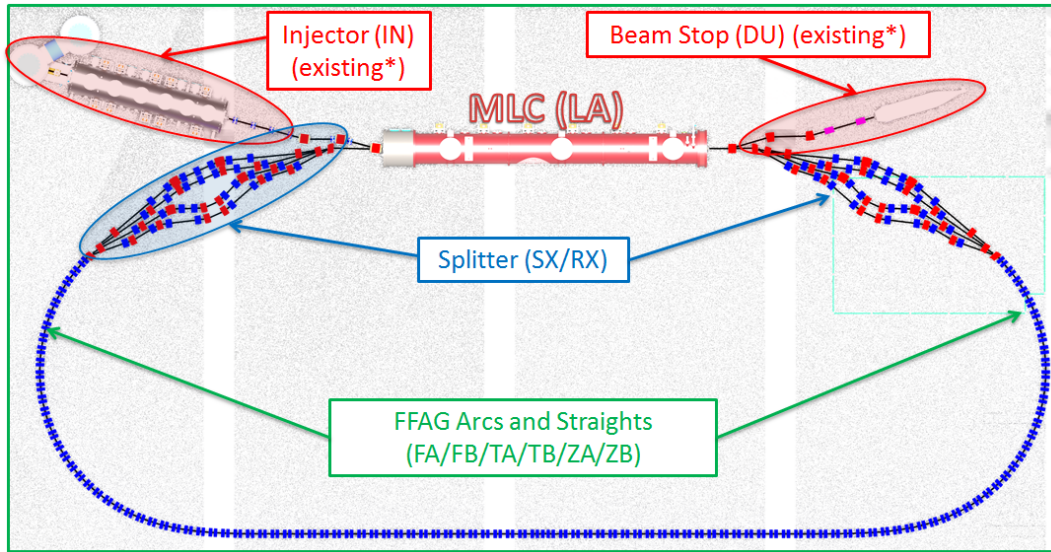 Injector (IN)
(existing*)
Beam Stop (DU) (existing*)
MLC (LA)
Splitter (SX/RX)
FFAG Arcs and Straights
(FA/FB/TA/TB/ZA/ZB)